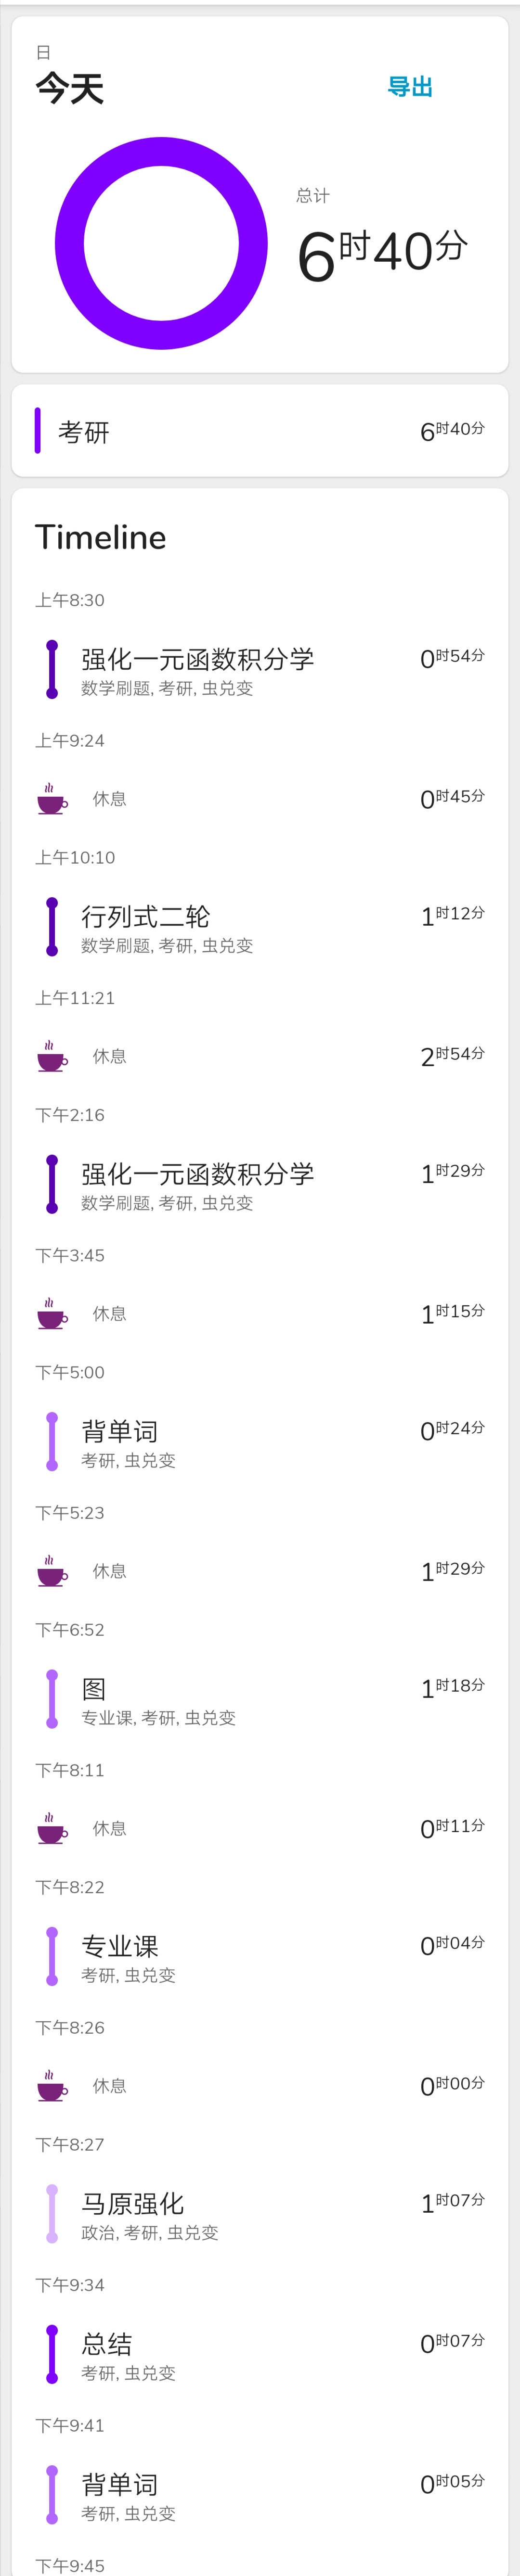 日
今天
导出
总计
6时40分
考研
6时40分
Timeline
上午8:30
强化一元函数积分学
0时54分
数学刷题, 考研, 虫兑变
上午9:24
休息
0时45分
上午10:10
行列式二轮
1时12分
数学刷题, 考研, 虫兑变
上午11:21
休息
2时54分
下午2:16
强化一元函数积分学
1时29分
数学刷题, 考研, 虫兑变
下午3:45
休息
1时15分
下午5:00
背单词
0时24分
考研, 虫兑变
下午5:23
休息
1时29分
下午6:52
图
1时18分
专业课, 考研, 虫兑变
下午8:11
休息
0时11分
下午8:22
专业课
0时04分
考研, 虫兑变
下午8:26
休息
0时00分
下午8:27
马原强化
1时07分
政治, 考研, 虫兑变
下午9:34
总结
0时07分
考研, 虫兑变
下午9:41
背单词
0时05分
考研, 虫兑变
下午9:45